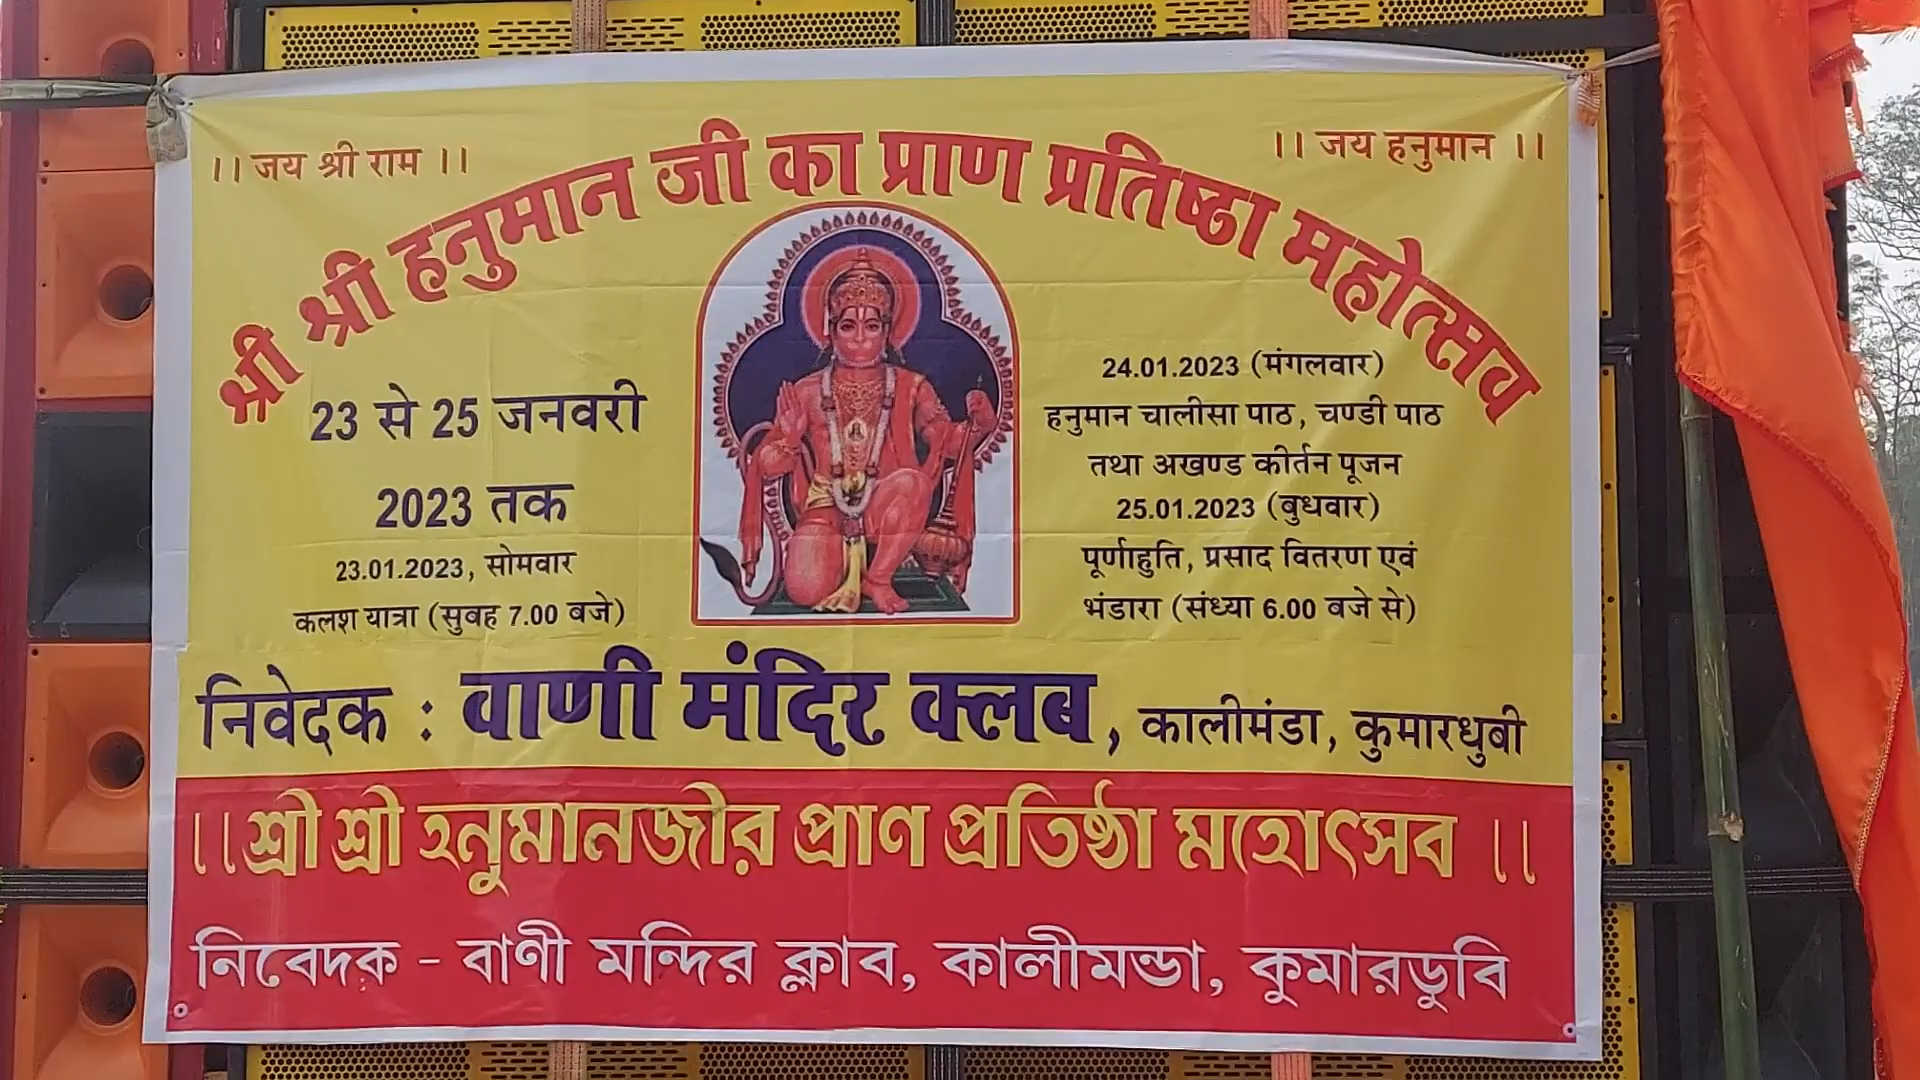 ।। जय श्री राम ।।
।। जय हनुमान ।।
श्री श्री हनुमान जी का प्राण प्रतिष्ठा महोत्सव
23 से 25 जनवरी
2023 तक
23.01.2023, सोमवार
कलश यात्रा (सुबह 7.00 बजे)
24.01.2023 (मंगलवार)
हनुमान चालीसा पाठ, चण्डी पाठ
तथा अखण्ड कीर्तन पूजन
25.01.2023 (बुधवार)
पूर्णाहुति, प्रसाद वितरण एवं
भंडारा (संध्या 6.00 बजे से)
निवेदक : वाणी मंदिर क्लब, कालीमंडा, कुमारधुबी
।।শ্রী শ্রী হনুমানজীর প্রাণ প্রতিষ্ঠা মহোৎসব ।।
নিবেদক - বাণী মন্দির ক্লাব, কালীমন্ডা, কুমারডুবি